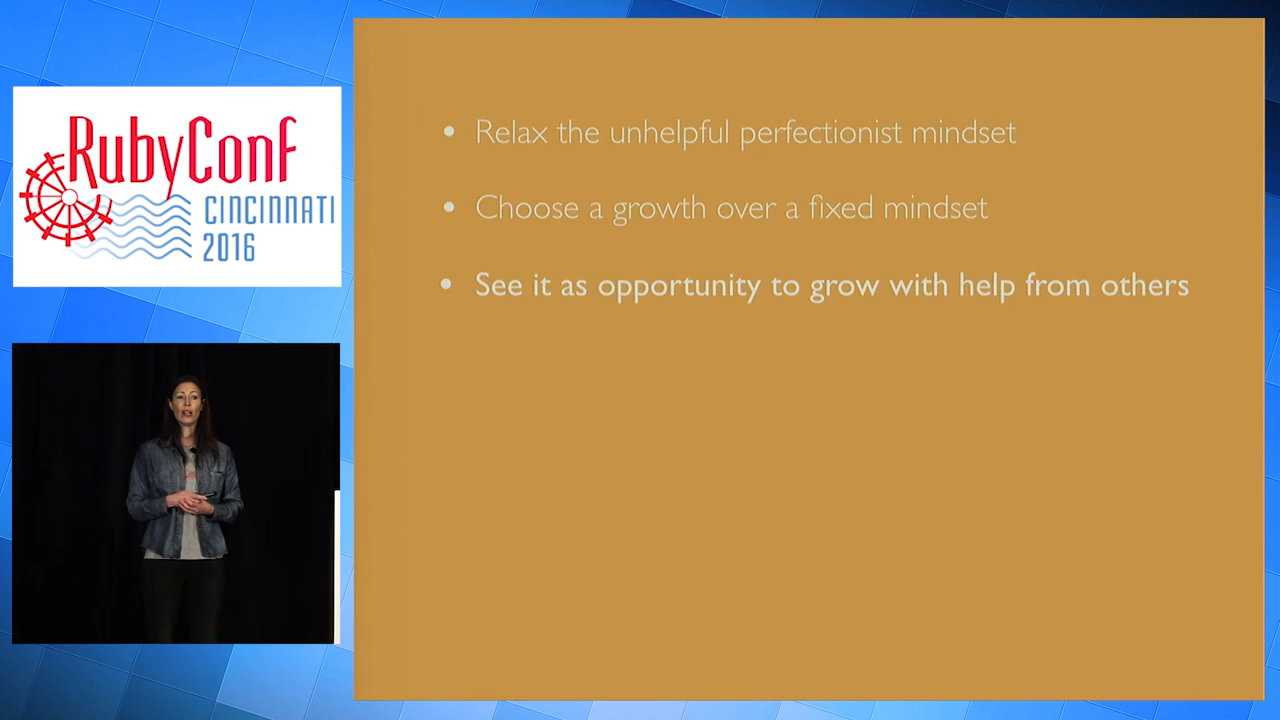 RubyConf
CINCINNATI
2016
• Relax the unhelpful perfectionist mindset
• Choose a growth over a fixed mindset
• See it as opportunity to grow with help from others